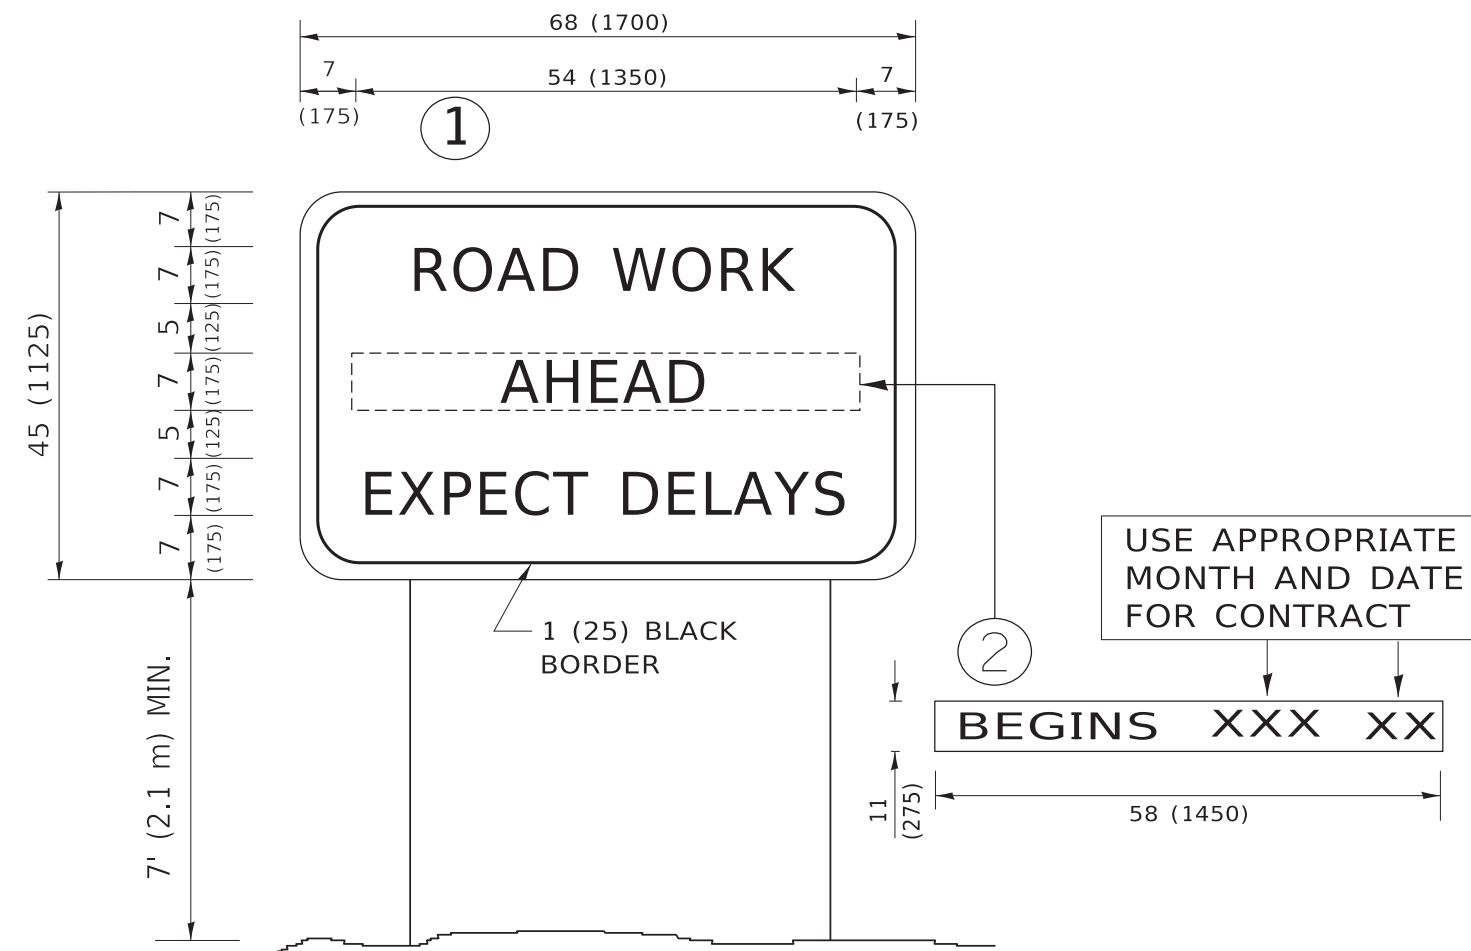 68 (1700)
7
54 (1350)
7
(175)
(175)
1
7 (175)
7 (175)
5 (125)
7 (175)
5 (125)
7 (175)
7 (175)
45 (1125)
ROAD WORK
AHEAD
EXPECT DELAYS
1 (25) BLACK
BORDER
7' (2.1 m) MIN.
USE APPROPRIATE
MONTH AND DATE
FOR CONTRACT
2
BEGINS XXX XX
11
(275)
58 (1450)